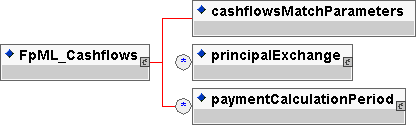 cashflowsMatchParameters
FpML_Cashflows
principalExchange
paymentCalculationPeriod